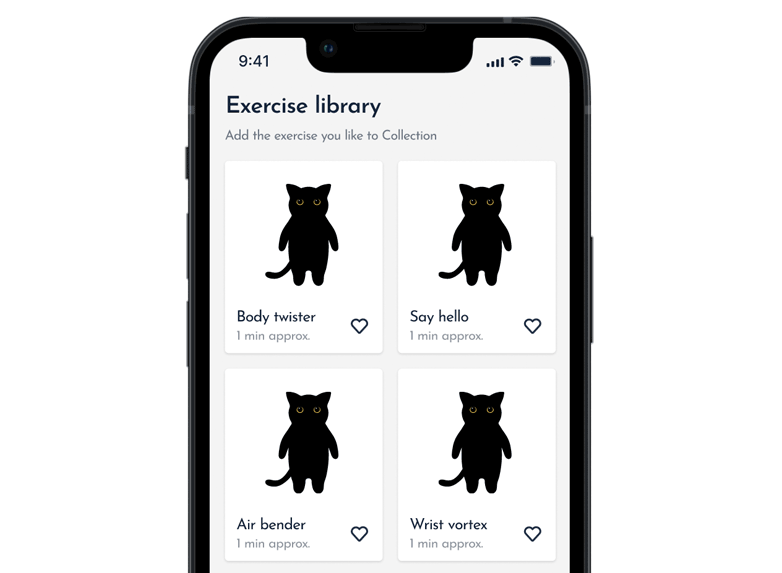 9:41
Exercise library
Add the exercise you like to Collection
Body twister
1 min approx.
Say hello
1 min approx.
Air bender
1 min approx.
Wrist vortex
1 min approx.